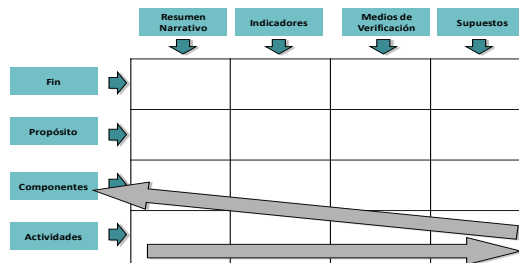 Resumen
Narrativo
Indicadores
Medios de
Verificación
Supuestos
Fin
Propósito
Componentes
Actividades